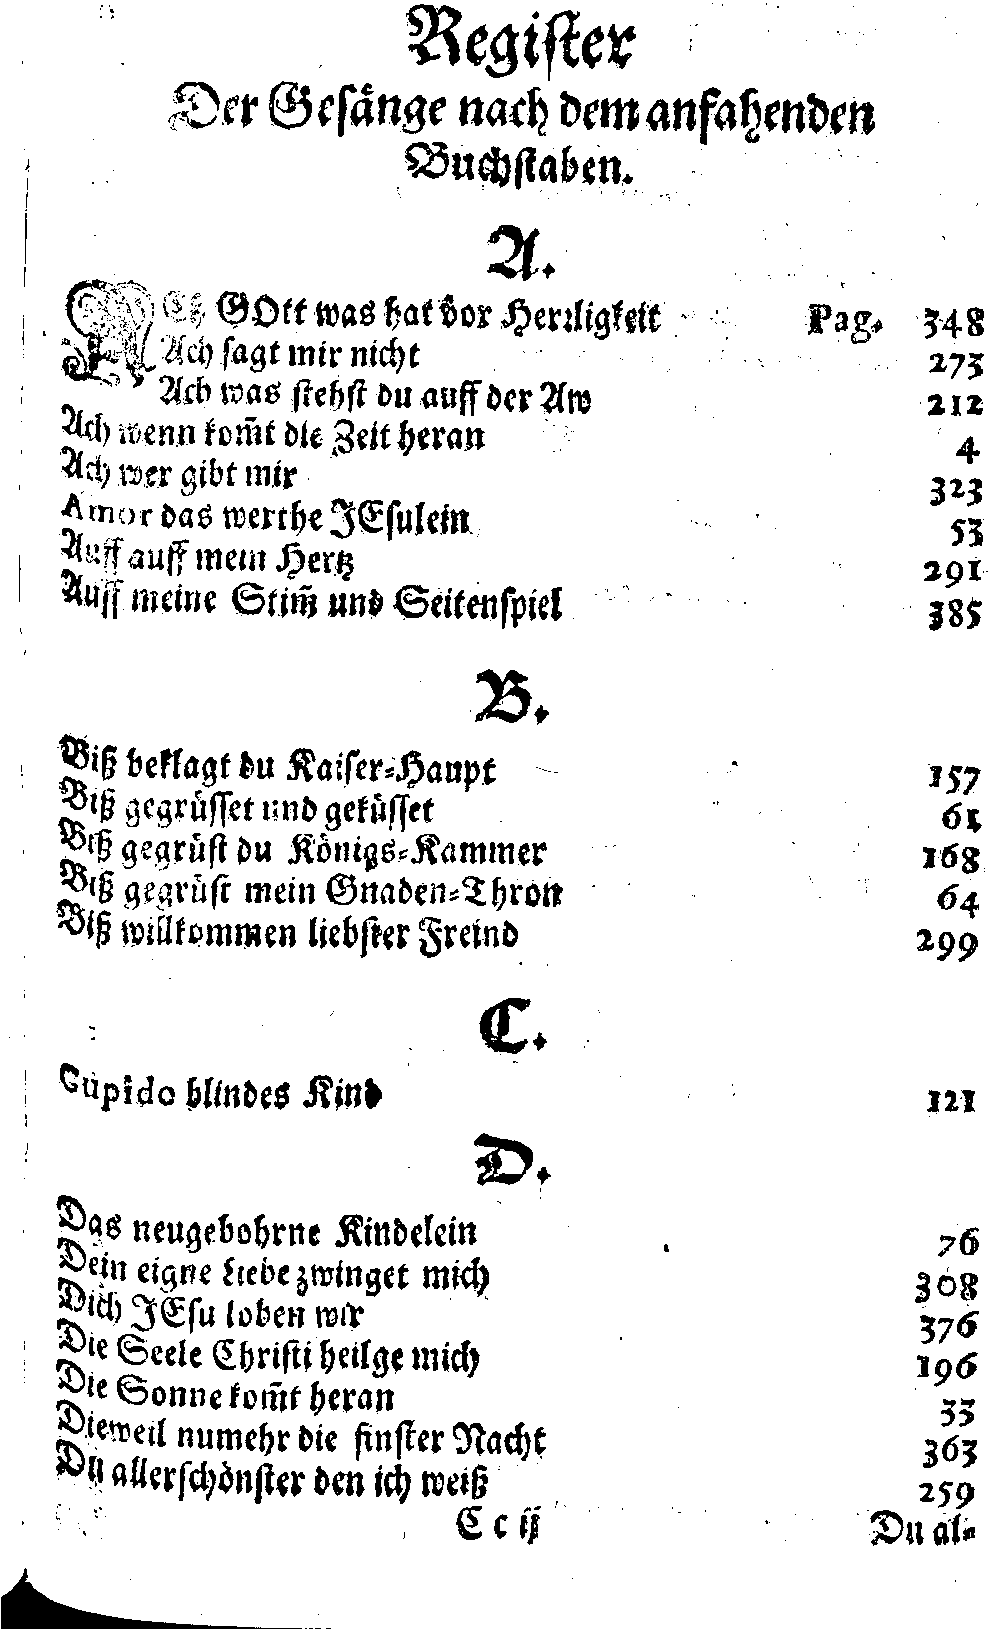 Register
Der Gesänge nach dem anfahenden
Buchstaben.
A.
ACh GOtt was hat vor Herrligkeit Pag. 348
Ach sagt mir nicht 273
Ach was stehst du auff der Aw 212
Ach wenn kom̃t die Zeit heran 4
Ach wer gibt mir 323
Amor das werthe JEsulein 53
Auff auff mein Hertz 291
Auff meine Stim̃ und Seitenspiel 385
B.
Biß beklagt du Kaiser-Haupt 157
Biß gegrüsset und geküsset 61
Biß gegrüst du Königs-Kammer 168
Biß gegrüst mein Gnaden-Thron 64
Biß willkommen liebster Freind 299
C.
Cupido blindes Kind 121
D.
Das neugebohrne Kindelein 76
Dein eigne Liebe zwinget mich 308
Dich JEsu loben wir 376
Die Seele Christi heilge mich 196
Die Sonne kom̃t heran 33
Dieweil numehr die finster Nacht 363
Du allerschönster den ich weiß 259
C c ij Du al-